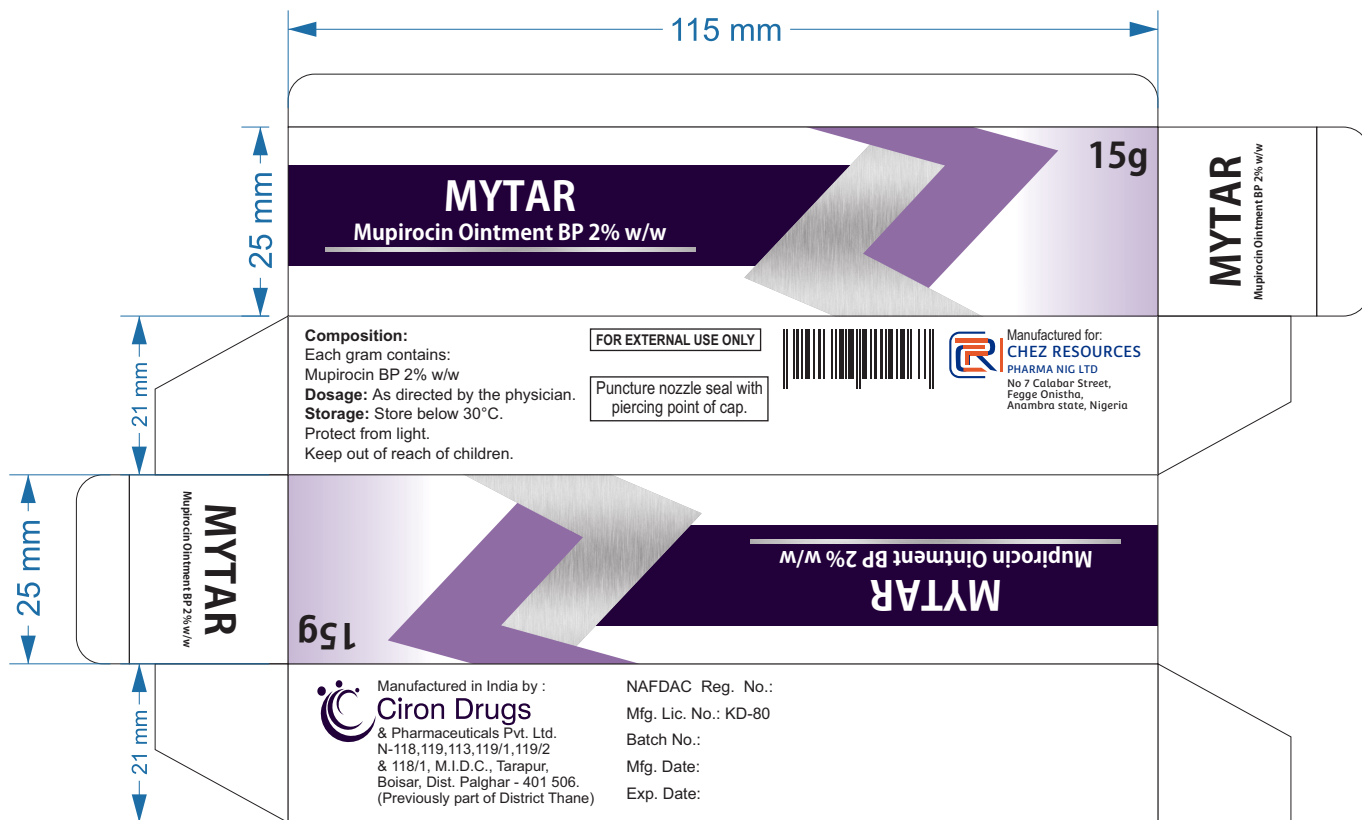 115 mm
25 mm
MYTAR
Mupirocin Ointment BP 2% w/w
15g
MYTAR
Mupirocin Ointment BP 2% w/w
21 mm
Composition:
Each gram contains:
Mupirocin BP 2% w/w
Dosage: As directed by the physician.
Storage: Store below 30°C.
Protect from light.
Keep out of reach of children.
FOR EXTERNAL USE ONLY
Puncture nozzle seal with
piercing point of cap.
Manufactured for:
CHEZ RESOURCES
PHARMA NIG LTD
No 7 Calabar Street,
Fegge Onistha,
Anambra state, Nigeria
25 mm
MYTAR
Mupirocin Ointment BP 2% w/w
15g
MYTAR
Mupirocin Ointment BP 2% w/w
21 mm
Manufactured in India by :
Ciron Drugs
& Pharmaceuticals Pvt. Ltd.
N-118,119,113,119/1,119/2
& 118/1, M.I.D.C., Tarapur,
Boisar, Dist. Palghar - 401 506.
(Previously part of District Thane)
NAFDAC Reg. No.:
Mfg. Lic. No.: KD-80
Batch No.:
Mfg. Date:
Exp. Date: